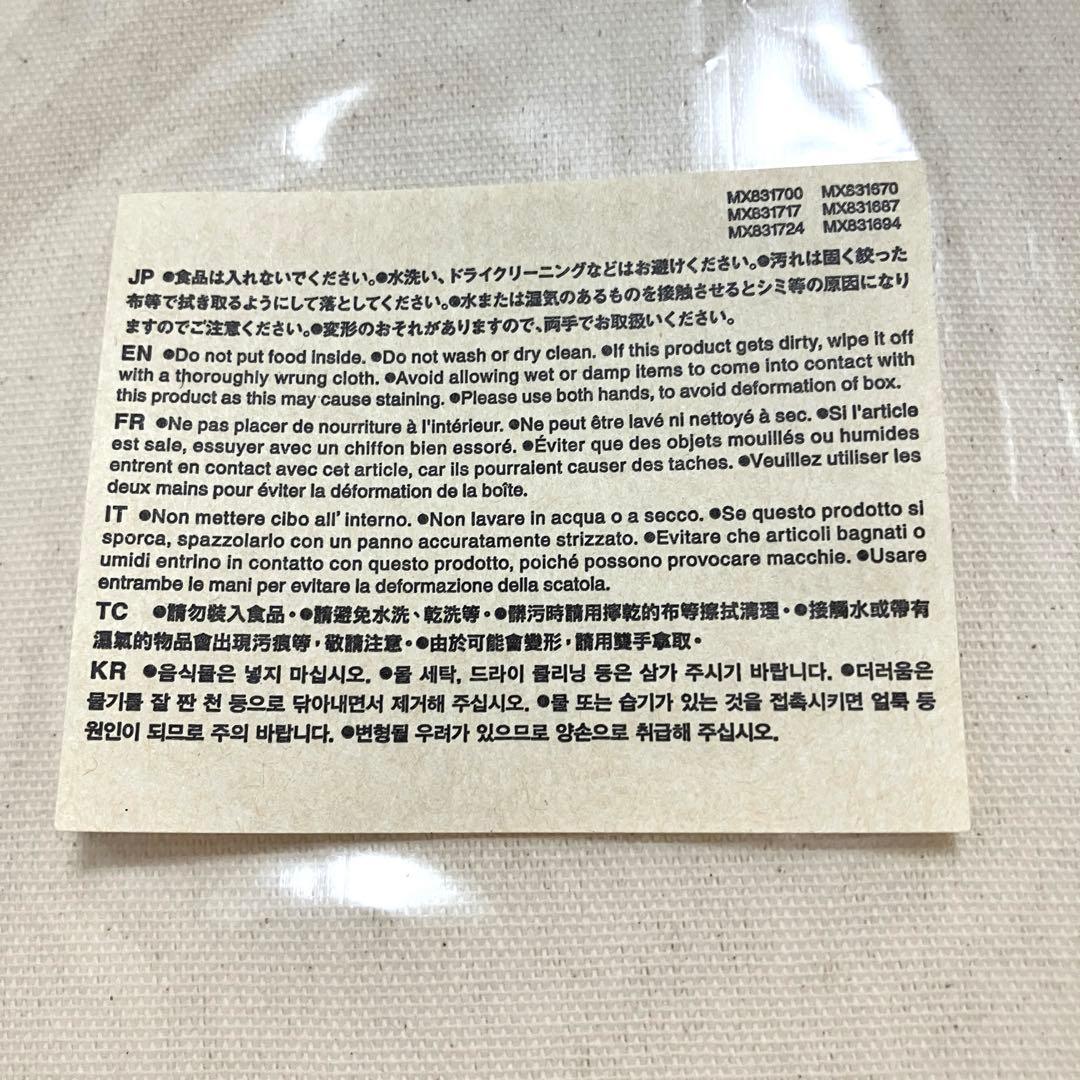 MX831700 MX831670
MX831717 MX831687
MX831724 MX831694
JP ●食品は入れないでください。●水洗い、ドライクリーニングなどはお避けください。●汚れは固く絞った
布等で拭き取るようにして落としてください。●水または湿気のあるものを接触させるとシミ等の原因になり
ますのでご注意ください。●変形のおそれがありますので、両手でお取扱いください。
EN ●Do not put food inside. ●Do not wash or dry clean. ●If this product gets dirty, wipe it off
with a thoroughly wrung cloth. ●Avoid allowing wet or damp items to come into contact with
this product as this may cause staining. ●Please use both hands, to avoid deformation of box.
FR ●Ne pas placer de nourriture à l'intérieur. ●Ne peut être lavé ni nettoyé à sec. ●Si l'article
est sale, essuyer avec un chiffon bien essoré. ●Éviter que des objets mouillés ou humides
entrent en contact avec cet article, car ils pourraient causer des taches. ●Veuillez utiliser les
deux mains pour éviter la déformation de la boîte.
IT ●Non mettere cibo all' interno. ●Non lavare in acqua o a secco. ●Se questo prodotto si
sporca, spazzolarlo con un panno accuratamente strizzato. ●Evitare che articoli bagnati o
umidi entrino in contatto con questo prodotto, poiché possono provocare macchie. ●Usare
entrambe le mani per evitare la deformazione della scatola.
TC ●請勿裝入食品。●請避免水洗、乾洗等。●髒污時請用擰乾的布等擦拭清理。●接觸水或帶有
濕氣的物品會出現污痕等，敬請注意。●由於可能會變形，請用雙手拿取。
KR ●음식물은 넣지 마십시오. ●물 세탁, 드라이 클리닝 등은 삼가 주시기 바랍니다. ●더러움은
물기를 잘 짠 천 등으로 닦아내면서 제거해 주십시오. ●물 또는 습기가 있는 것을 접촉시키면 얼룩 등
원인이 되므로 주의 바랍니다. ●변형될 우려가 있으므로 양손으로 취급해 주십시오.